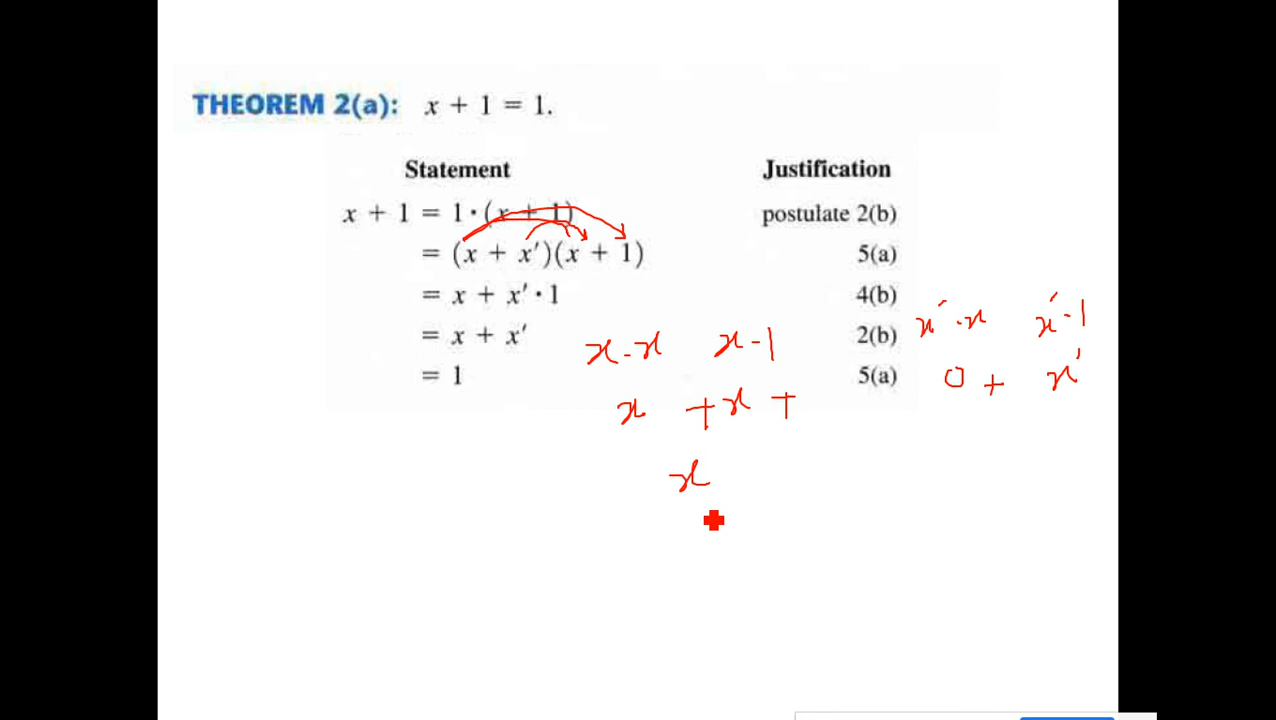 THEOREM 2(a): x + 1 = 1.
Statement Justification
x + 1 = 1 · (x + 1) postulate 2(b)
= (x + x′)(x + 1) 5(a)
= x + x′ · 1 4(b)
= x + x′ 2(b)
= 1 5(a)
x′ · x x′ · 1
x · x x · 1
0 + x′
x + x +
x